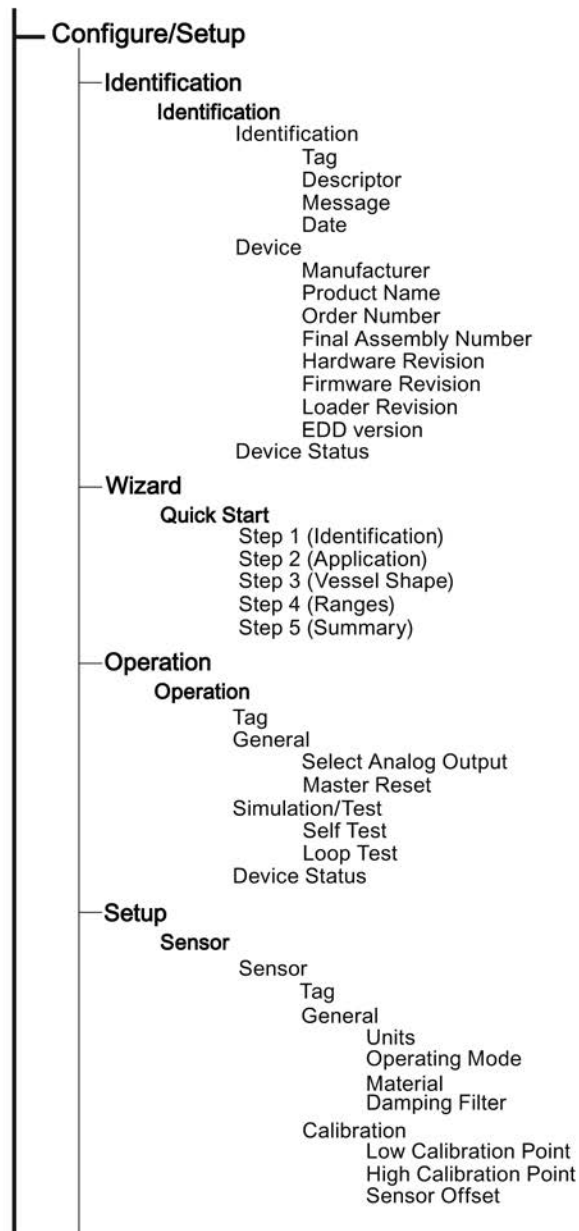 Configure/Setup
Identification
Identification
Identification
Tag
Descriptor
Message
Date
Device
Manufacturer
Product Name
Order Number
Final Assembly Number
Hardware Revision
Firmware Revision
Loader Revision
EDD version
Device Status
Wizard
Quick Start
Step 1 (Identification)
Step 2 (Application)
Step 3 (Vessel Shape)
Step 4 (Ranges)
Step 5 (Summary)
Operation
Operation
Tag
General
Select Analog Output
Master Reset
Simulation/Test
Self Test
Loop Test
Device Status
Setup
Sensor
Sensor
Tag
General
Units
Operating Mode
Material
Damping Filter
Calibration
Low Calibration Point
High Calibration Point
Sensor Offset